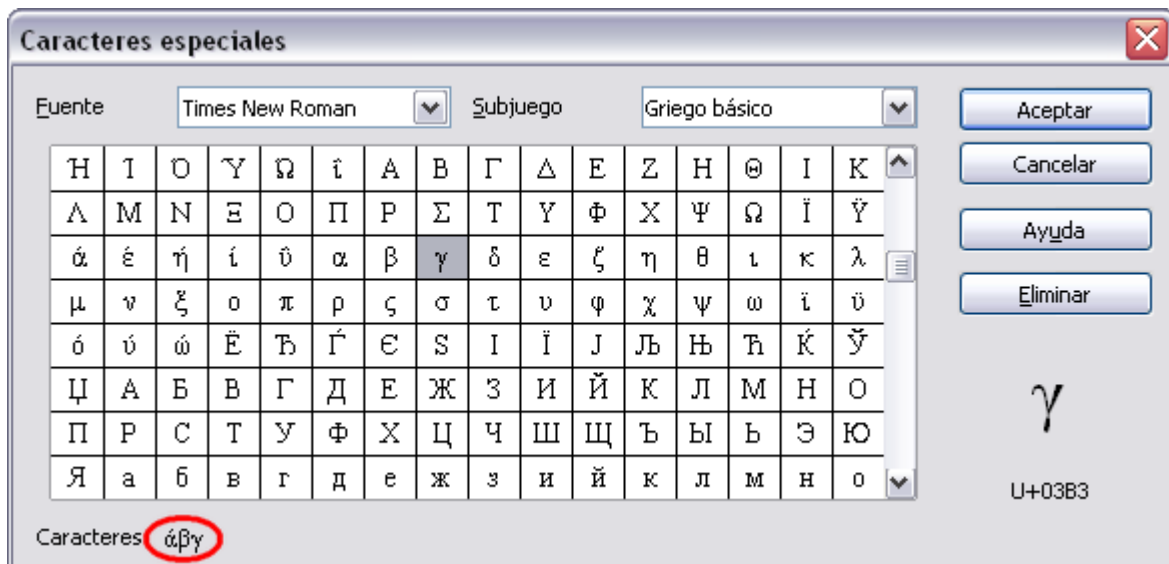 Caracteres especiales
Fuente Times New Roman Subjuego Griego básico Aceptar
Ή Ί Ό Ύ Ώ ΐ Α Β Γ Δ Ε Ζ Η Θ Ι Κ Cancelar
Λ Μ Ν Ξ Ο Π Ρ Σ Τ Υ Φ Χ Ψ Ω Ϊ Ϋ Ayuda
ά έ ή ί ΰ α β γ δ ε ζ η θ ι κ λ
μ ν ξ ο π ρ ς σ τ υ φ χ ψ ω ϊ ϋ Eliminar
ό ύ ώ Ё Ђ Ѓ Є Ѕ І Ї Ј Љ Њ Ћ Ќ Ў
Џ А Б В Г Д Е Ж З И Й К Л М Н О γ
П Р С Т У Ф Х Ц Ч Ш Щ Ъ Ы Ь Э Ю
Я а б в г д е ж з и й к л м н о U+03B3
Caracteres άβγ